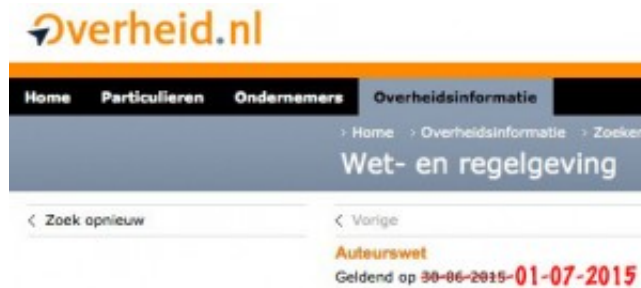 Overheid.nl
Home Particulieren Ondernemers Overheidsinformatie
› Home › Overheidsinformatie › Zoeken
Wet- en regelgeving
< Zoek opnieuw
< Vorige
Auteurswet
Geldend op 30-06-2015 01-07-2015